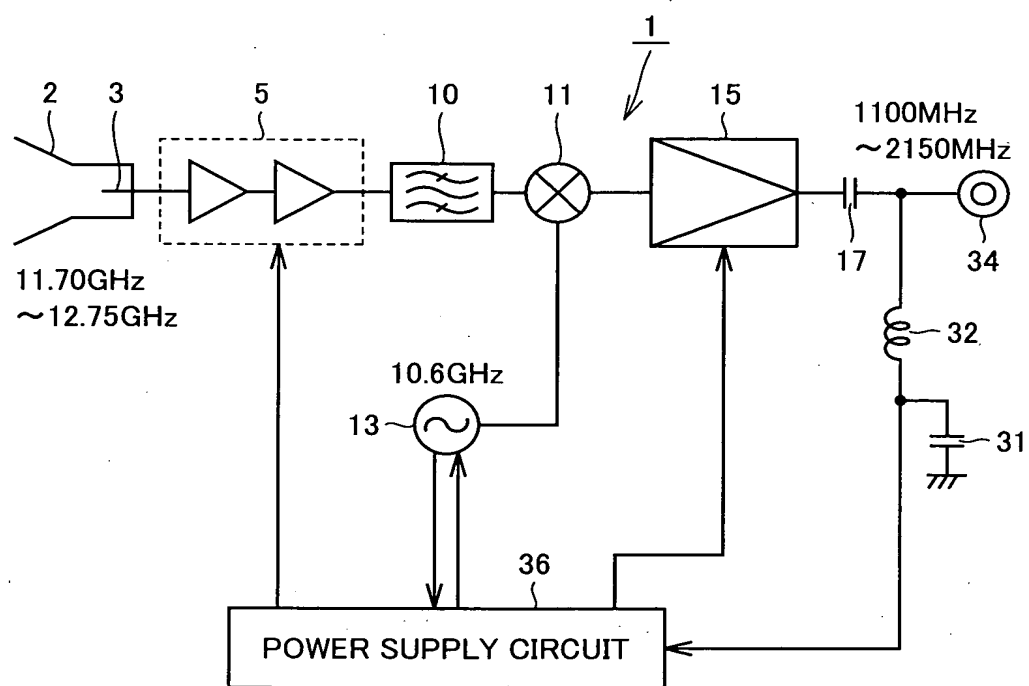 1
2
3
5
10
11
15
1100MHz
～2150MHz
17
34
11.70GHz
～12.75GHz
32
10.6GHz
13
31
36
POWER SUPPLY CIRCUIT